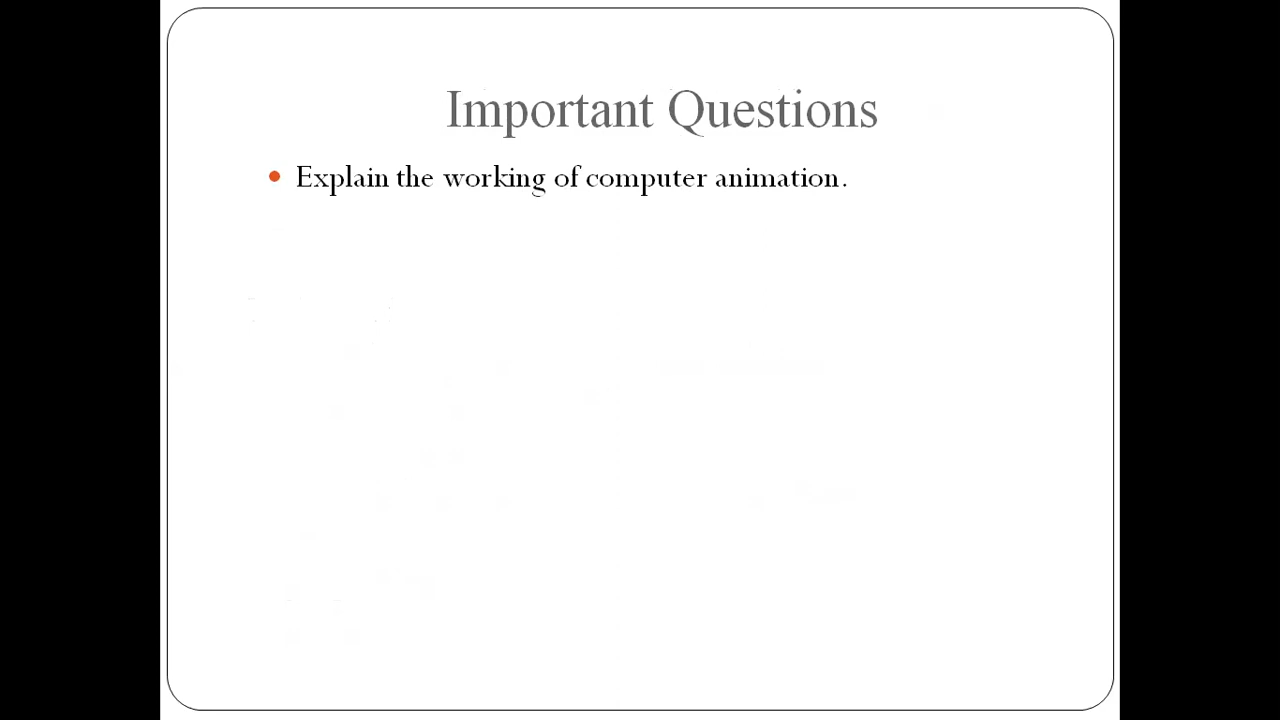 Important Questions
Explain the working of computer animation.